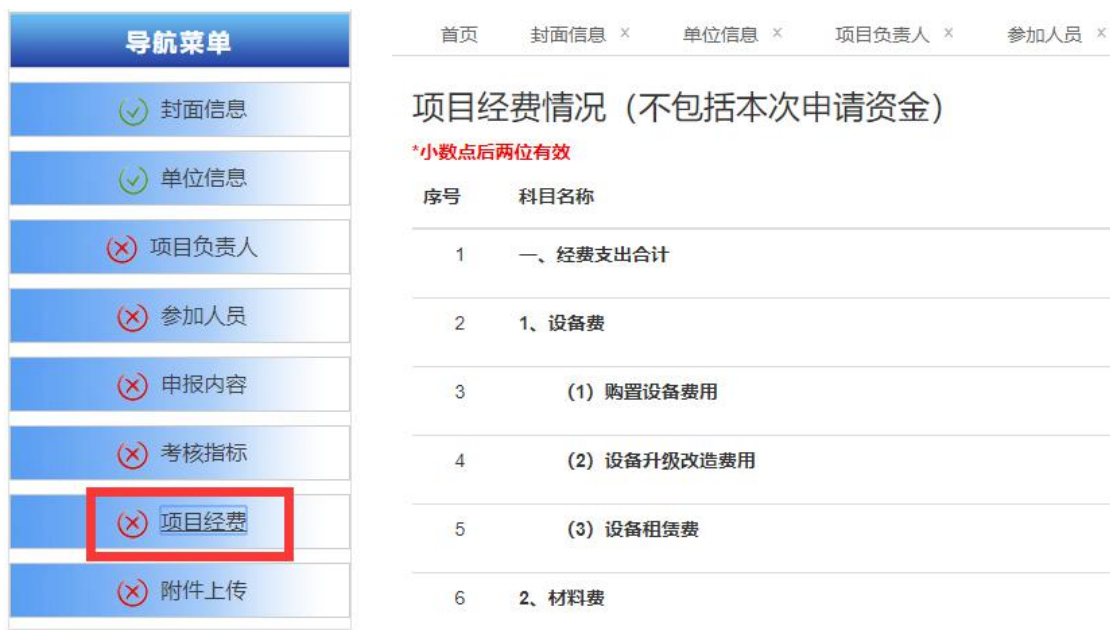 导航菜单
封面信息
单位信息
项目负责人
参加人员
申报内容
考核指标
项目经费
附件上传
首页 封面信息 × 单位信息 × 项目负责人 × 参加人员 ×
项目经费情况（不包括本次申请资金）
*小数点后两位有效
序号 科目名称
1 一、经费支出合计
2 1、设备费
3 （1）购置设备费用
4 （2）设备升级改造费用
5 （3）设备租赁费
6 2、材料费